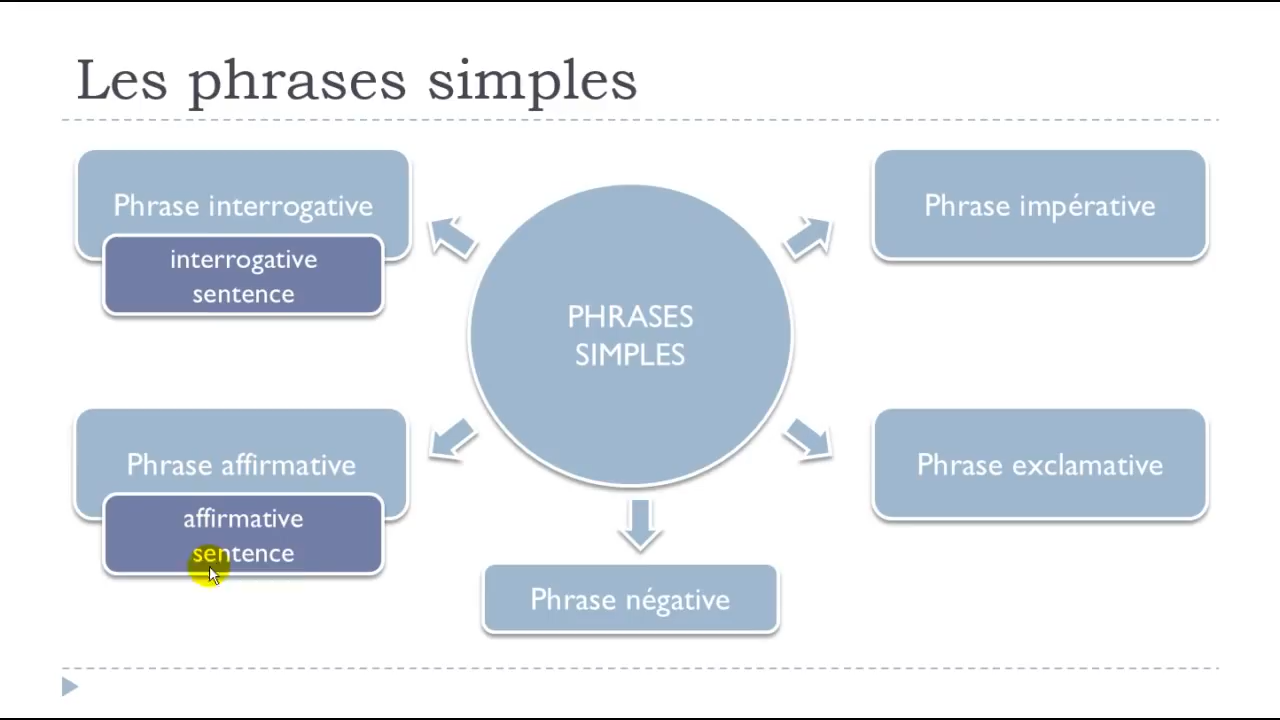 Les phrases simples
Phrase interrogative
interrogative
sentence
Phrase impérative
PHRASES
SIMPLES
Phrase affirmative
affirmative
sentence
Phrase exclamative
Phrase négative